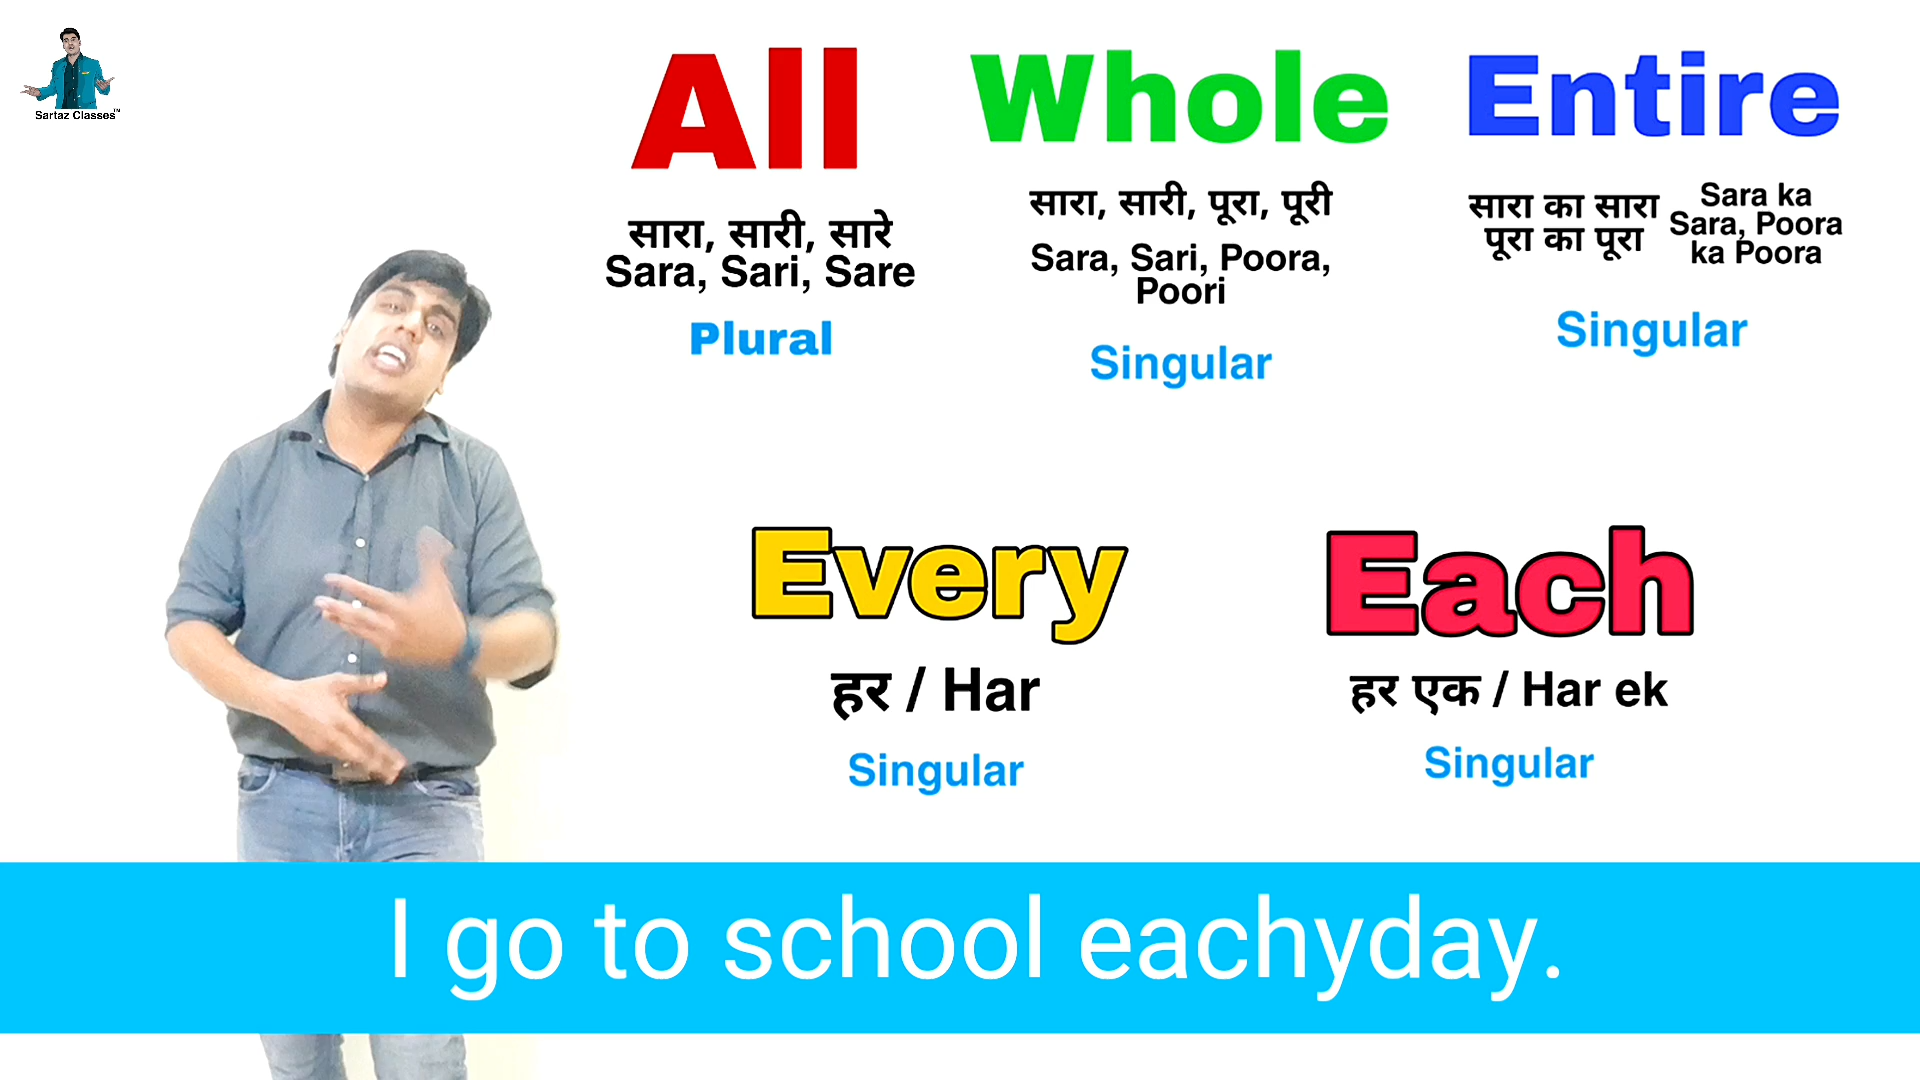 Sartaz Classes™
All
सारा, सारी, सारे
Sara, Sari, Sare
Plural
Whole
सारा, सारी, पूरा, पूरी
Sara, Sari, Poora,
Poori
Singular
Entire
सारा का सारा
पूरा का पूरा
Sara ka
Sara, Poora
ka Poora
Singular
Every
हर / Har
Singular
Each
हर एक / Har ek
Singular
I go to school eachyday.